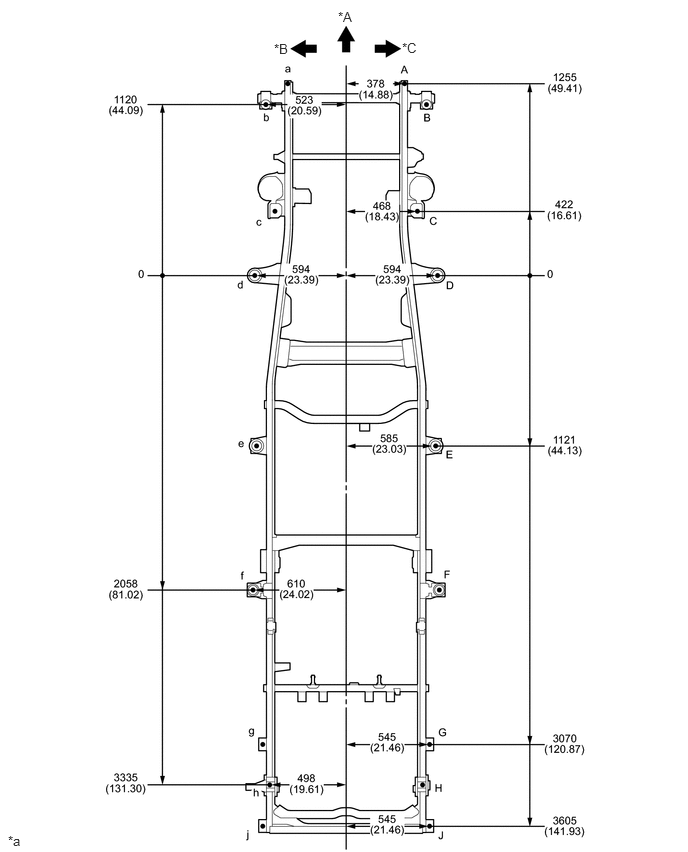 *A
*B
*C
a
A
378
(14.88)
1255
(49.41)
1120
(44.09)
523
(20.59)
b
B
468
(18.43)
c
C
422
(16.61)
0
594
(23.39)
594
(23.39)
0
d
D
e
585
(23.03)
E
1121
(44.13)
2058
(81.02)
f
610
(24.02)
F
g
G
545
(21.46)
3070
(120.87)
3335
(131.30)
h
498
(19.61)
H
545
(21.46)
3605
(141.93)
j
J
*a